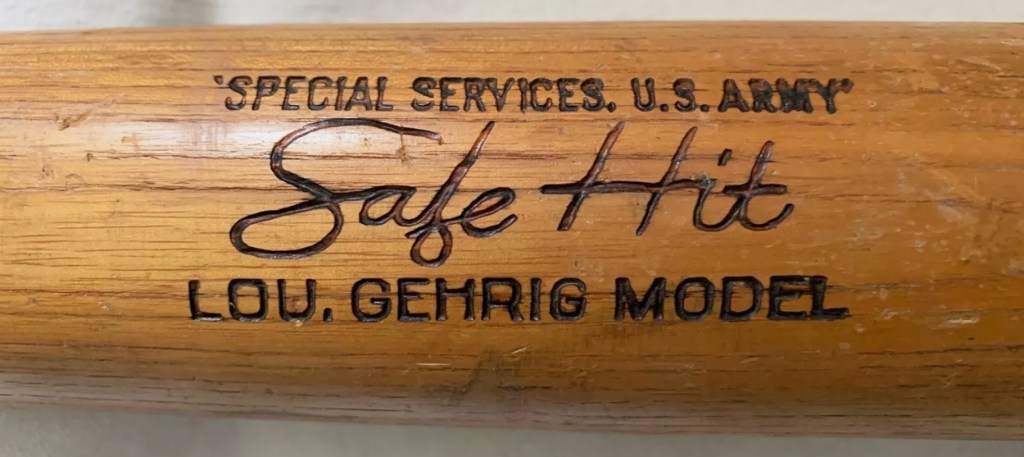 "SPECIAL SERVICES. U.S. ARMY"
Safe Hit
LOU. GEHRIG MODEL